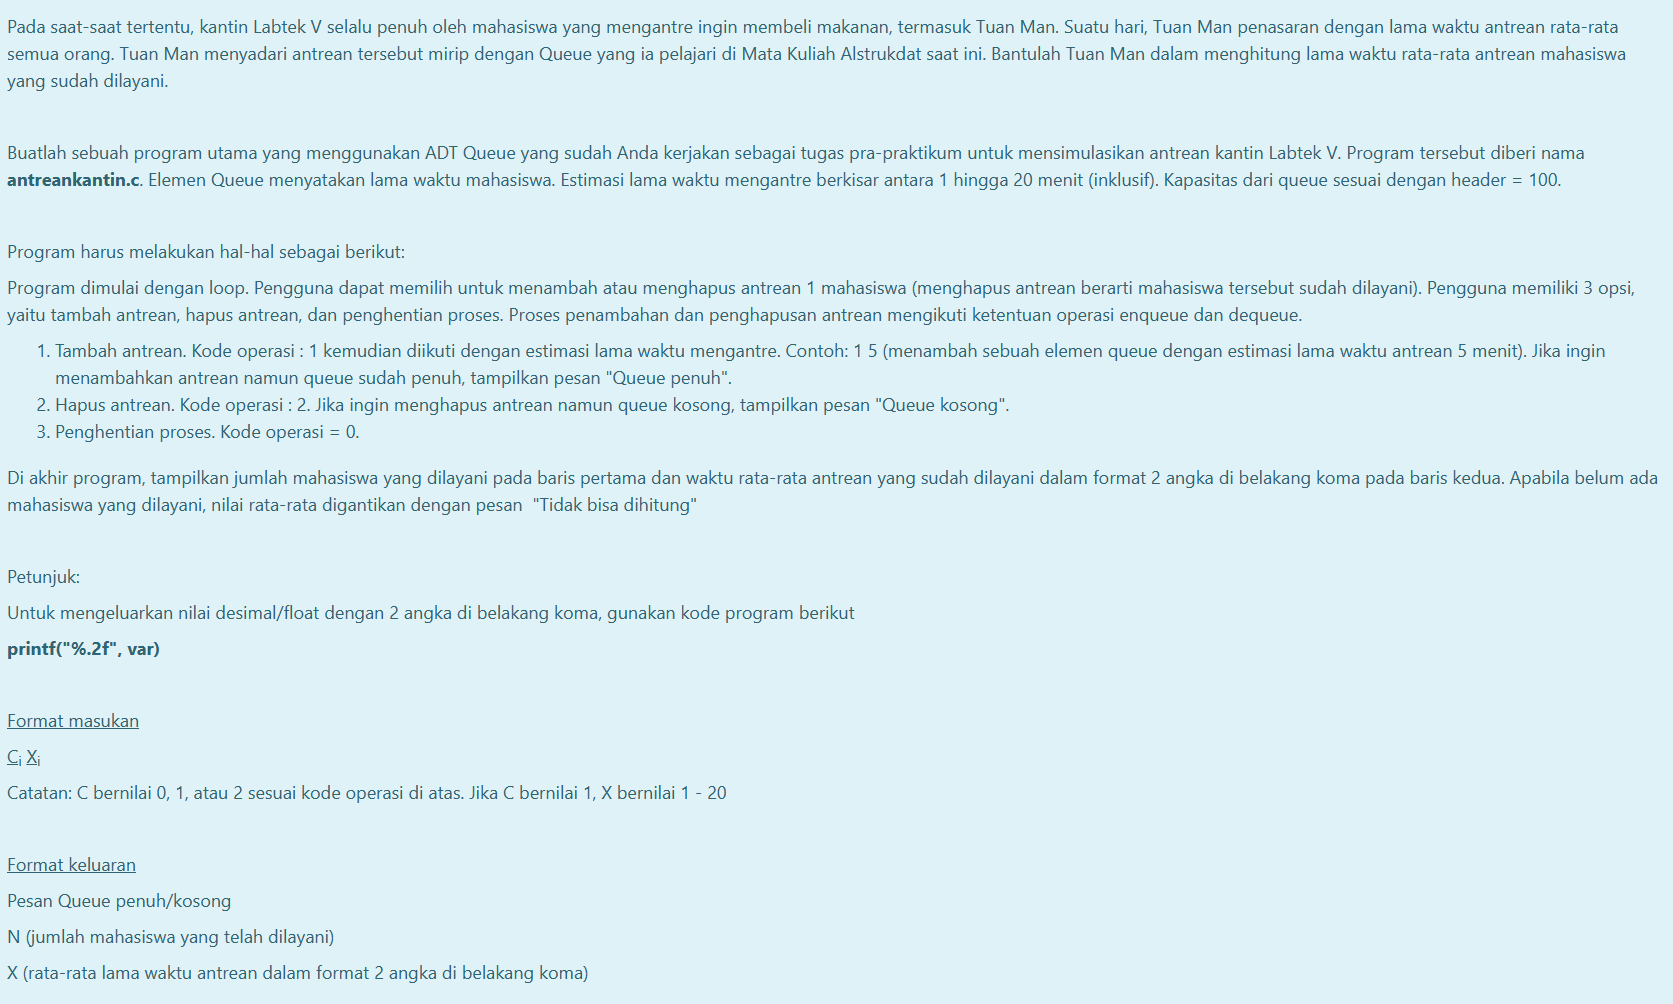 Pada saat-saat tertentu, kantin Labtek V selalu penuh oleh mahasiswa yang mengantre ingin membeli makanan, termasuk Tuan Man. Suatu hari, Tuan Man penasaran dengan lama waktu antrean rata-rata
semua orang. Tuan Man menyadari antrean tersebut mirip dengan Queue yang ia pelajari di Mata Kuliah Alstrukdat saat ini. Bantulah Tuan Man dalam menghitung lama waktu rata-rata antrean mahasiswa
yang sudah dilayani.
Buatlah sebuah program utama yang menggunakan ADT Queue yang sudah Anda kerjakan sebagai tugas pra-praktikum untuk mensimulasikan antrean kantin Labtek V. Program tersebut diberi nama
antreankantin.c. Elemen Queue menyatakan lama waktu mahasiswa. Estimasi lama waktu mengantre berkisar antara 1 hingga 20 menit (inklusif). Kapasitas dari queue sesuai dengan header = 100.
Program harus melakukan hal-hal sebagai berikut:
Program dimulai dengan loop. Pengguna dapat memilih untuk menambah atau menghapus antrean 1 mahasiswa (menghapus antrean berarti mahasiswa tersebut sudah dilayani). Pengguna memiliki 3 opsi,
yaitu tambah antrean, hapus antrean, dan penghentian proses. Proses penambahan dan penghapusan antrean mengikuti ketentuan operasi enqueue dan dequeue.
1. Tambah antrean. Kode operasi : 1 kemudian diikuti dengan estimasi lama waktu mengantre. Contoh: 1 5 (menambah sebuah elemen queue dengan estimasi lama waktu antrean 5 menit). Jika ingin
menambahkan antrean namun queue sudah penuh, tampilkan pesan "Queue penuh".
2. Hapus antrean. Kode operasi : 2. Jika ingin menghapus antrean namun queue kosong, tampilkan pesan "Queue kosong".
3. Penghentian proses. Kode operasi = 0.
Di akhir program, tampilkan jumlah mahasiswa yang dilayani pada baris pertama dan waktu rata-rata antrean yang sudah dilayani dalam format 2 angka di belakang koma pada baris kedua. Apabila belum ada
mahasiswa yang dilayani, nilai rata-rata digantikan dengan pesan  "Tidak bisa dihitung"
Petunjuk:
Untuk mengeluarkan nilai desimal/float dengan 2 angka di belakang koma, gunakan kode program berikut
printf("%.2f", var)
Format masukan
Ci Xi
Catatan: C bernilai 0, 1, atau 2 sesuai kode operasi di atas. Jika C bernilai 1, X bernilai 1 - 20
Format keluaran
Pesan Queue penuh/kosong
N (jumlah mahasiswa yang telah dilayani)
X (rata-rata lama waktu antrean dalam format 2 angka di belakang koma)